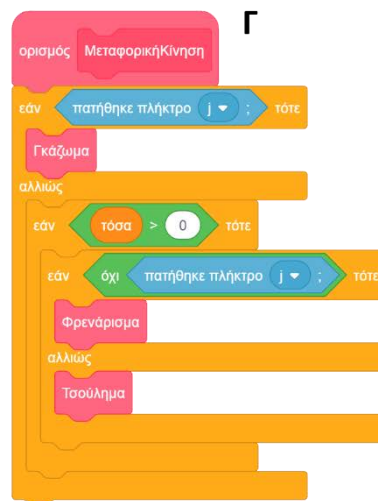 Γ
ορισμός ΜεταφορικήΚίνηση
εάν πατήθηκε πλήκτρο j ; τότε
Γκάζωμα
αλλιώς
εάν τόσα > 0 τότε
εάν όχι πατήθηκε πλήκτρο j ; τότε
Φρενάρισμα
αλλιώς
Τσούλημα